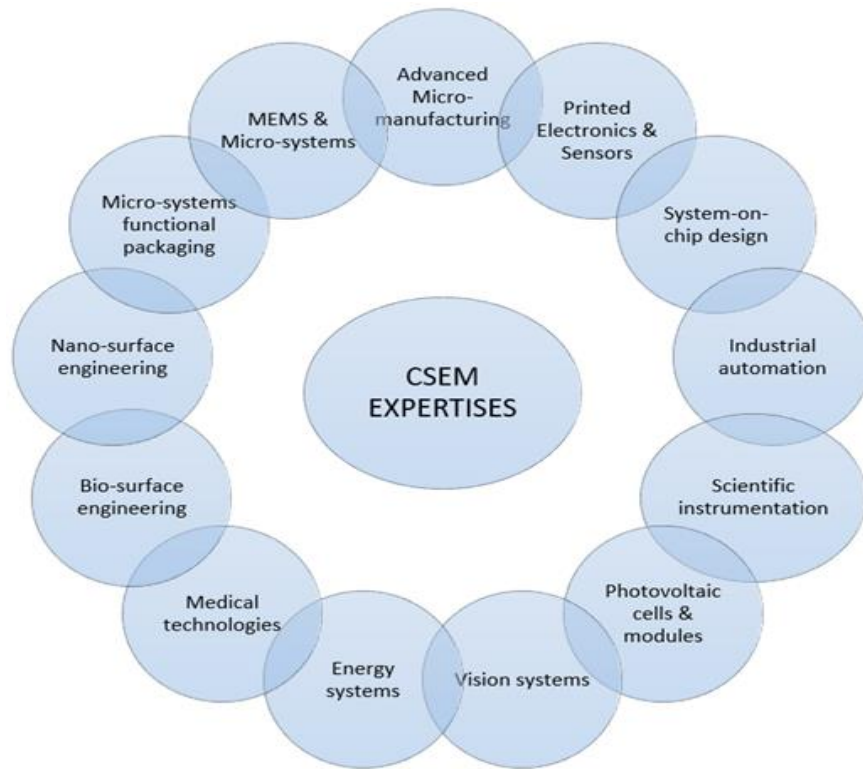 Advanced
Micro-
manufacturing
Printed
Electronics &
Sensors
System-on-
chip design
Industrial
automation
Scientific
instrumentation
Photovoltaic
cells &
modules
Vision systems
Energy
systems
Medical
technologies
Bio-surface
engineering
Nano-surface
engineering
Micro-systems
functional
packaging
MEMS &
Micro-systems
CSEM
EXPERTISES